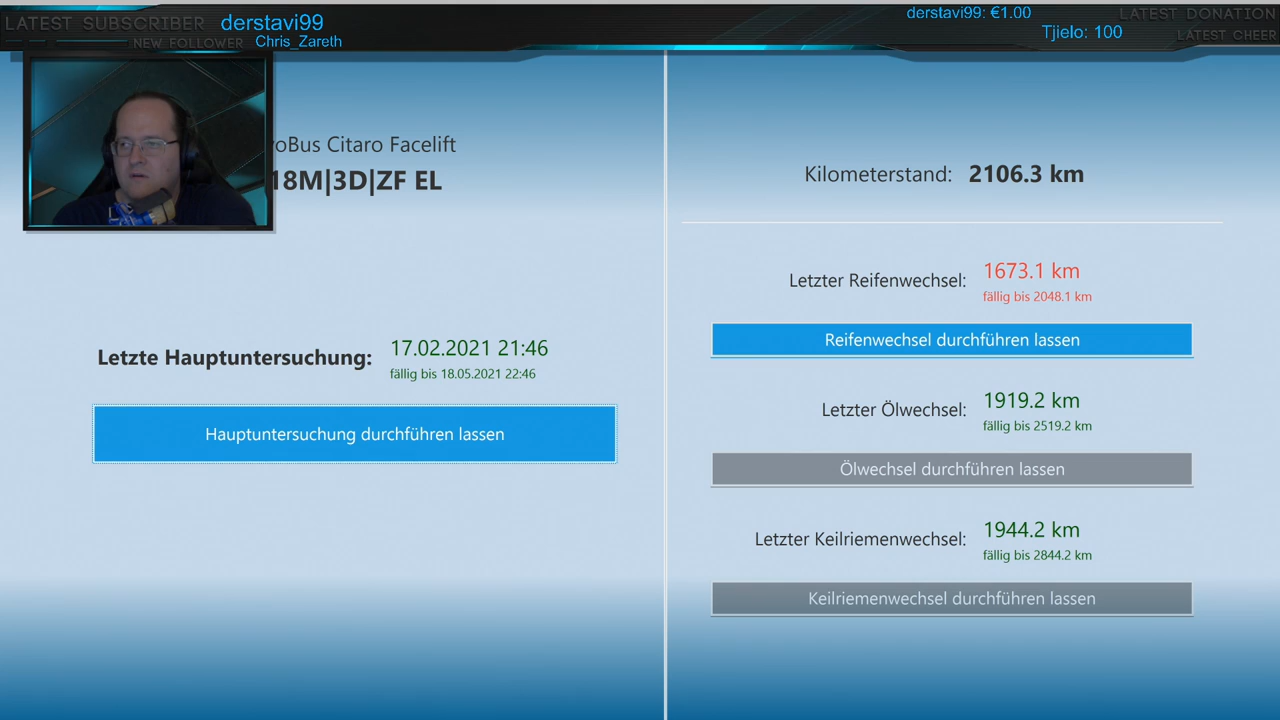 LATEST SUBSCRIBER derstavi99
NEW FOLLOWER Chris_Zareth
derstavi99: €1.00 LATEST DONATION
Tjielo: 100 LATEST CHEER
Citaro Facelift
18M|3D|ZF EL
Letzte Hauptuntersuchung: 17.02.2021 21:46
fällig bis 18.05.2021 22:46
Hauptuntersuchung durchführen lassen
Kilometerstand: 2106.3 km
Letzter Reifenwechsel: 1673.1 km
fällig bis 2048.1 km
Reifenwechsel durchführen lassen
Letzter Ölwechsel: 1919.2 km
fällig bis 2519.2 km
Ölwechsel durchführen lassen
Letzter Keilriemenwechsel: 1944.2 km
fällig bis 2844.2 km
Keilriemenwechsel durchführen lassen